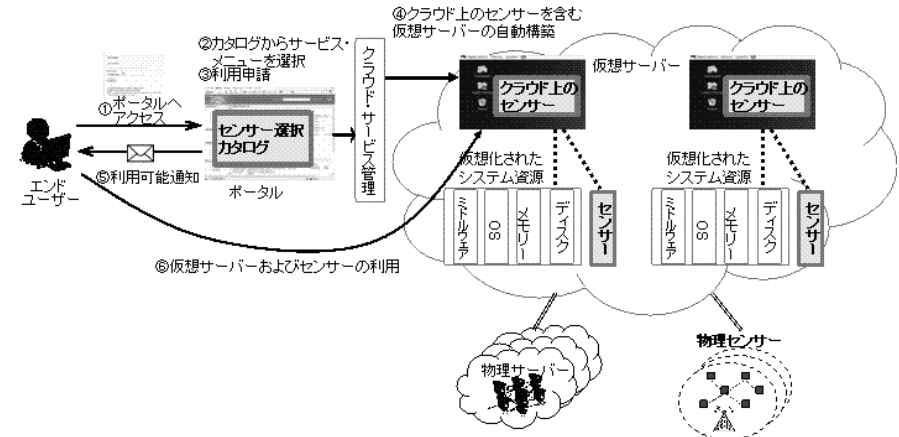 ④クラウド上のセンサーを含む
仮想サーバーの自動構築
②カタログからサービス・
メニューを選択
③利用申請
①ポータルへ
アクセス
センサー選択
カタログ
ポータル
クラウド・サービス管理
エンド
ユーザー
⑤利用可能通知
⑥仮想サーバーおよびセンサーの利用
仮想サーバー
クラウド上の
センサー
クラウド上の
センサー
仮想化された
システム資源
仮想化された
システム資源
ミドルウェア
OS
メモリー
ディスク
センサー
ミドルウェア
OS
メモリー
ディスク
センサー
物理サーバー
物理センサー